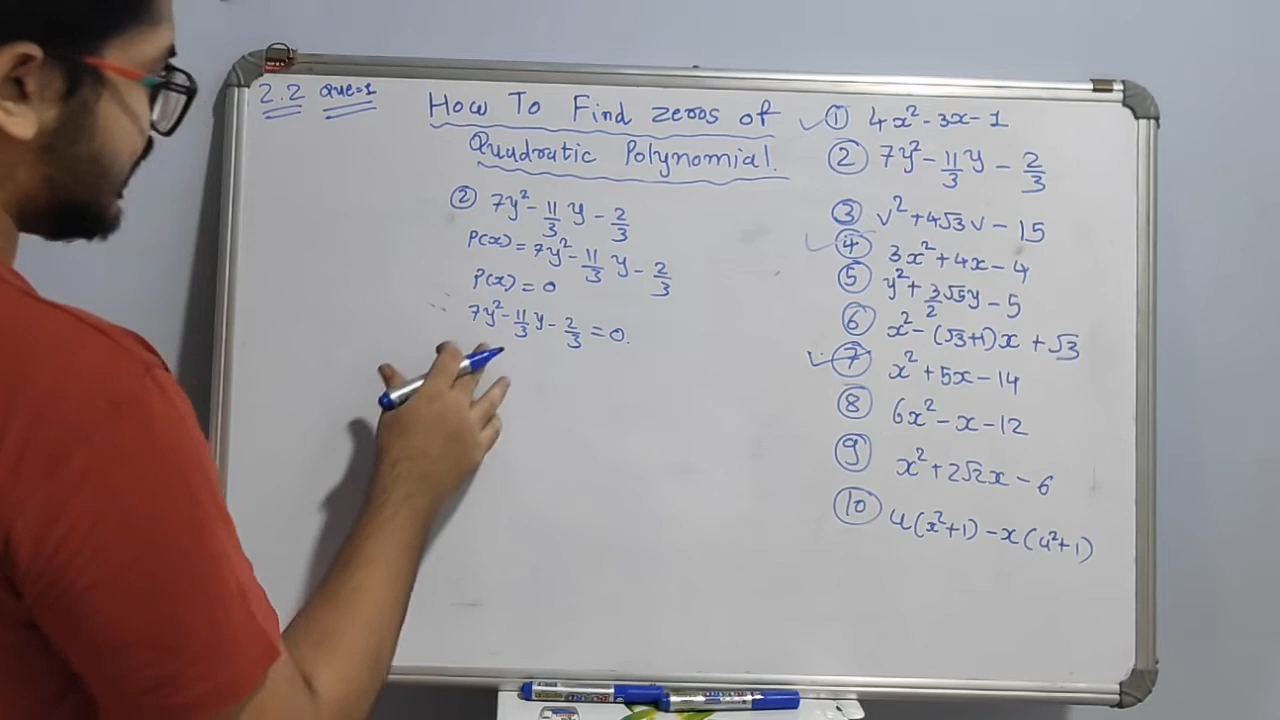 2.2 Que=1
How To Find zeros of
Quadratic Polynomial.
② 7y² - 11/3 y - 2/3
P(x) = 7y² - 11/3 y - 2/3
P(x) = 0
7y² - 11/3 y - 2/3 = 0.
① 4x² - 3x - 1
② 7y² - 11/3 y - 2/3
③ v² + 4√3v - 15
④ 3x² + 4x - 4
⑤ y² + 3/2 √5y - 5
⑥ x² - (√3+1)x + √3
⑦ x² + 5x - 14
⑧ 6x² - x - 12
⑨ x² + 2√2x - 6
⑩ 4(x²+1) - x(4²+1)